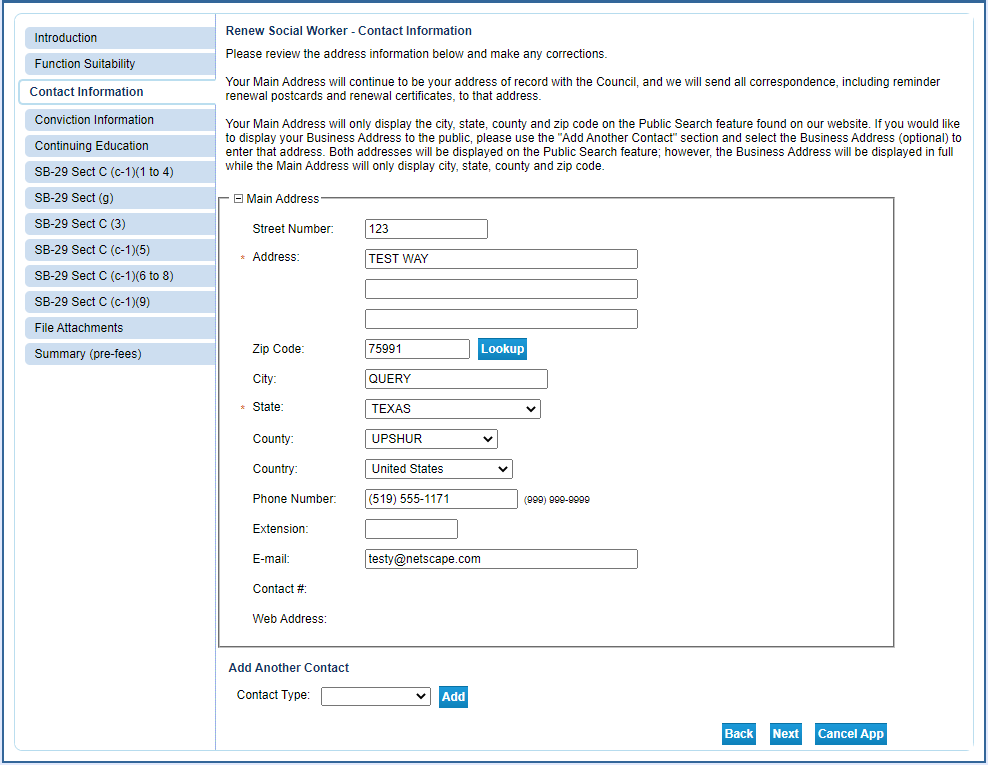 Introduction
Function Suitability
Contact Information
Conviction Information
Continuing Education
SB-29 Sect C (c-1)(1 to 4)
SB-29 Sect (g)
SB-29 Sect C (3)
SB-29 Sect C (c-1)(5)
SB-29 Sect C (c-1)(6 to 8)
SB-29 Sect C (c-1)(9)
File Attachments
Summary (pre-fees)
Renew Social Worker - Contact Information
Please review the address information below and make any corrections.
Your Main Address will continue to be your address of record with the Council, and we will send all correspondence, including reminder
renewal postcards and renewal certificates, to that address.
Your Main Address will only display the city, state, county and zip code on the Public Search feature found on our website. If you would like
to display your Business Address to the public, please use the "Add Another Contact" section and select the Business Address (optional) to
enter that address. Both addresses will be displayed on the Public Search feature; however, the Business Address will be displayed in full
while the Main Address will only display city, state, county and zip code.
Main Address
Street Number: 123
* Address: TEST WAY
Zip Code: 75991 Lookup
City: QUERY
* State: TEXAS
County: UPSHUR
Country: United States
Phone Number: (519) 555-1171 (999) 999-9999
Extension:
E-mail: testy@netscape.com
Contact #:
Web Address:
Add Another Contact
Contact Type: Add
Back Next Cancel App